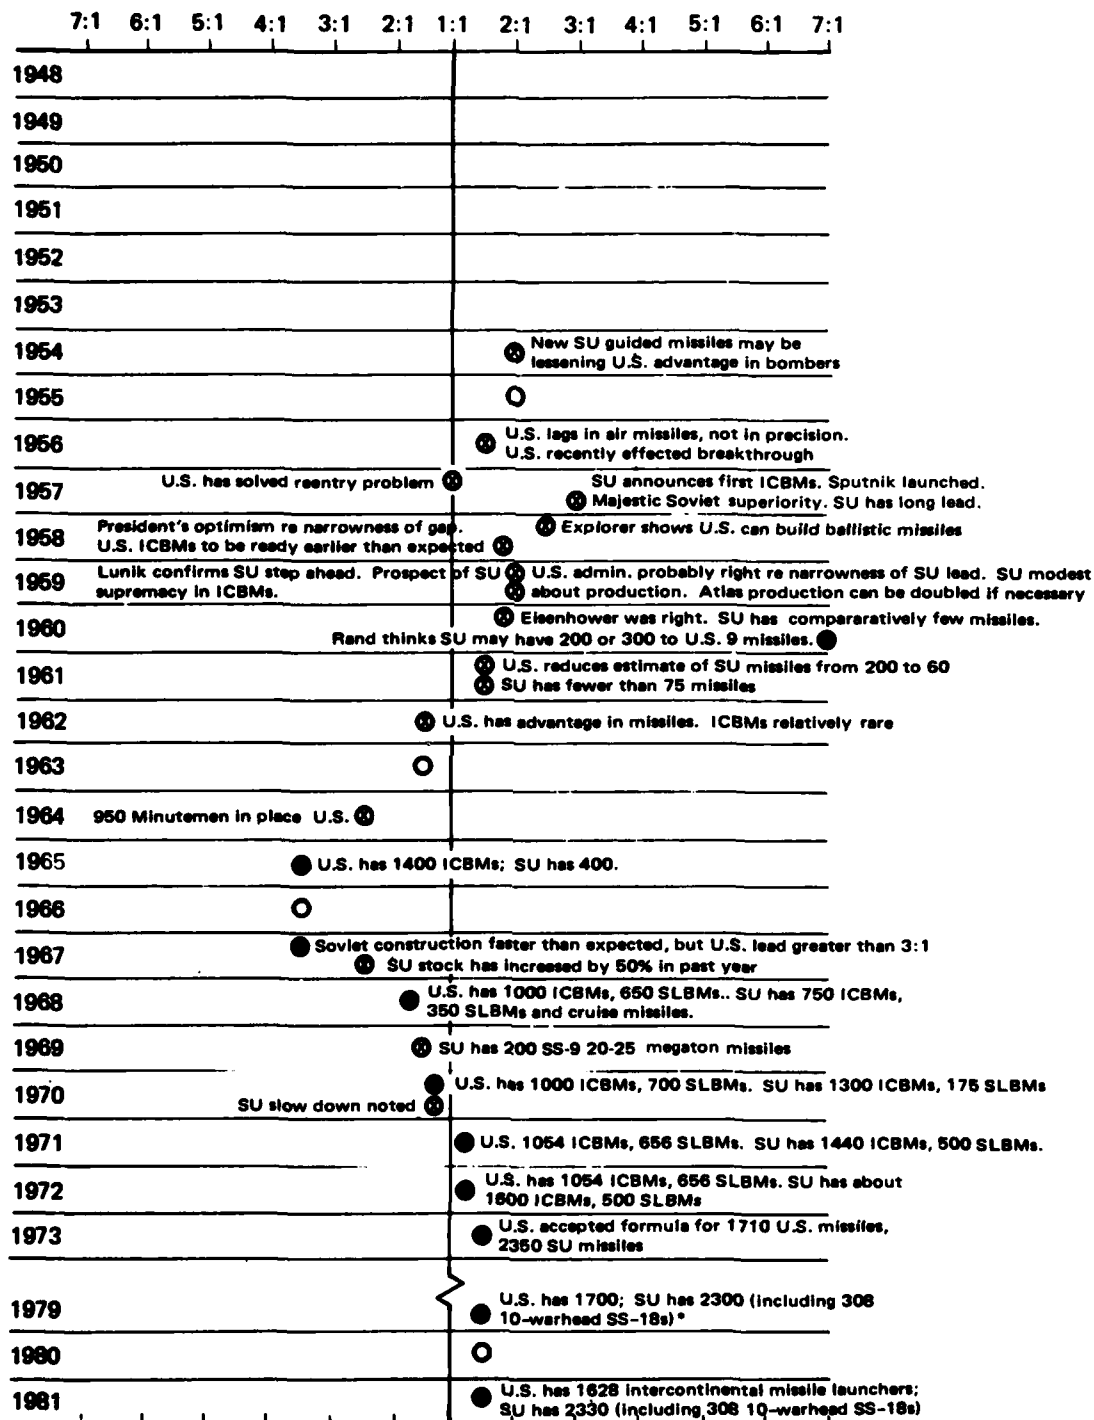 7:1 6:1 5:1 4:1 3:1 2:1 1:1 2:1 3:1 4:1 5:1 6:1 7:1
1948
1949
1950
1951
1952
1953
1954
New SU guided missiles may be
lessening U.S. advantage in bombers
1955
1956
U.S. lags in air missiles, not in precision.
U.S. recently effected breakthrough
1957
U.S. has solved reentry problem
SU announces first ICBMs. Sputnik launched.
Majestic Soviet superiority. SU has long lead.
1958
President's optimism re narrowness of gap.
U.S. ICBMs to be ready earlier than expected
Explorer shows U.S. can build ballistic missiles
1959
Lunik confirms SU step ahead. Prospect of SU
supremacy in ICBMs.
U.S. admin. probably right re narrowness of SU lead. SU modest
about production. Atlas production can be doubled if necessary
1960
Eisenhower was right. SU has compararatively few missiles.
Rand thinks SU may have 200 or 300 to U.S. 9 missiles.
1961
U.S. reduces estimate of SU missiles from 200 to 60
SU has fewer than 75 missiles
1962
U.S. has advantage in missiles. ICBMs relatively rare
1963
1964
950 Minutemen in place U.S.
1965
U.S. has 1400 ICBMs; SU has 400.
1966
1967
Soviet construction faster than expected, but U.S. lead greater than 3:1
SU stock has increased by 50% in past year
1968
U.S. has 1000 ICBMs, 650 SLBMs.. SU has 750 ICBMs,
350 SLBMs and cruise missiles.
1969
SU has 200 SS-9 20-25 megaton missiles
1970
U.S. has 1000 ICBMs, 700 SLBMs. SU has 1300 ICBMs, 175 SLBMs
SU slow down noted
1971
U.S. 1054 ICBMs, 656 SLBMs. SU has 1440 ICBMs, 500 SLBMs.
1972
U.S. has 1054 ICBMs, 656 SLBMs. SU has about
1600 ICBMs, 500 SLBMs
1973
U.S. accepted formula for 1710 U.S. missiles,
2350 SU missiles
1979
U.S. has 1700; SU has 2300 (including 308
10-warhead SS-18s)*
1980
1981
U.S. has 1628 intercontinental missile launchers;
SU has 2330 (including 308 10-warhead SS-18s)